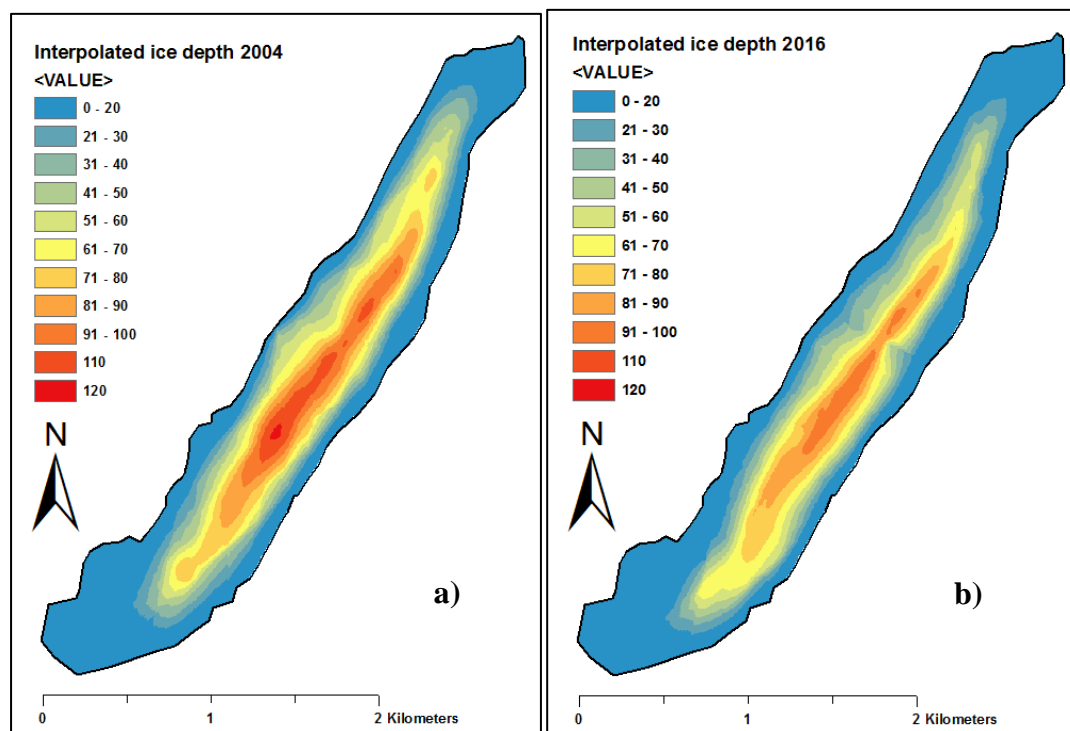 Interpolated ice depth 2004
<VALUE>
0 - 20
21 - 30
31 - 40
41 - 50
51 - 60
61 - 70
71 - 80
81 - 90
91 - 100
110
120
N
a)
0 1 2 Kilometers
Interpolated ice depth 2016
<VALUE>
0 - 20
21 - 30
31 - 40
41 - 50
51 - 60
61 - 70
71 - 80
81 - 90
91 - 100
110
120
N
b)
0 1 2 Kilometers